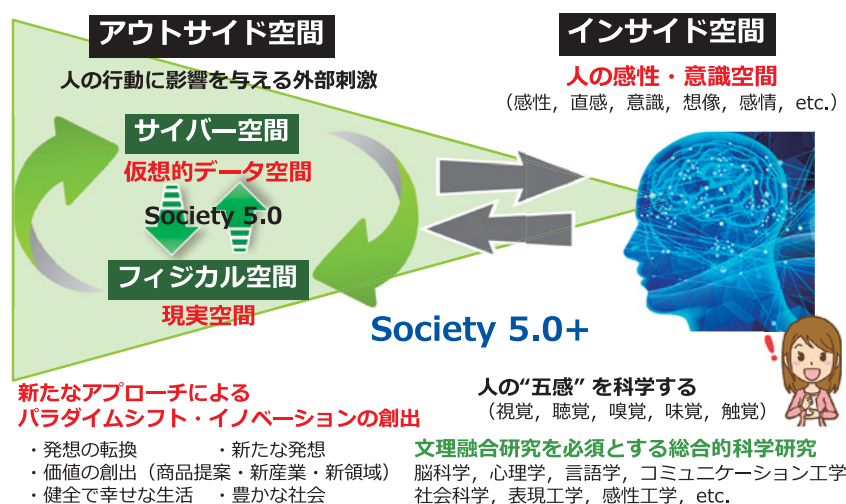 アウトサイド空間
人の行動に影響を与える外部刺激
サイバー空間
仮想的データ空間
Society 5.0
フィジカル空間
現実空間
インサイド空間
人の感性・意識空間
（感性，直感，意識，想像，感情，etc.）
Society 5.0+
新たなアプローチによる
パラダイムシフト・イノベーションの創出
・発想の転換　・新たな発想
・価値の創出（商品提案・新産業・新領域）
・健全で幸せな生活　・豊かな社会
人の“五感”を科学する
（視覚，聴覚，嗅覚，味覚，触覚）
文理融合研究を必須とする総合的科学研究
脳科学，心理学，言語学，コミュニケーション工学
社会科学，表現工学，感性工学，etc.